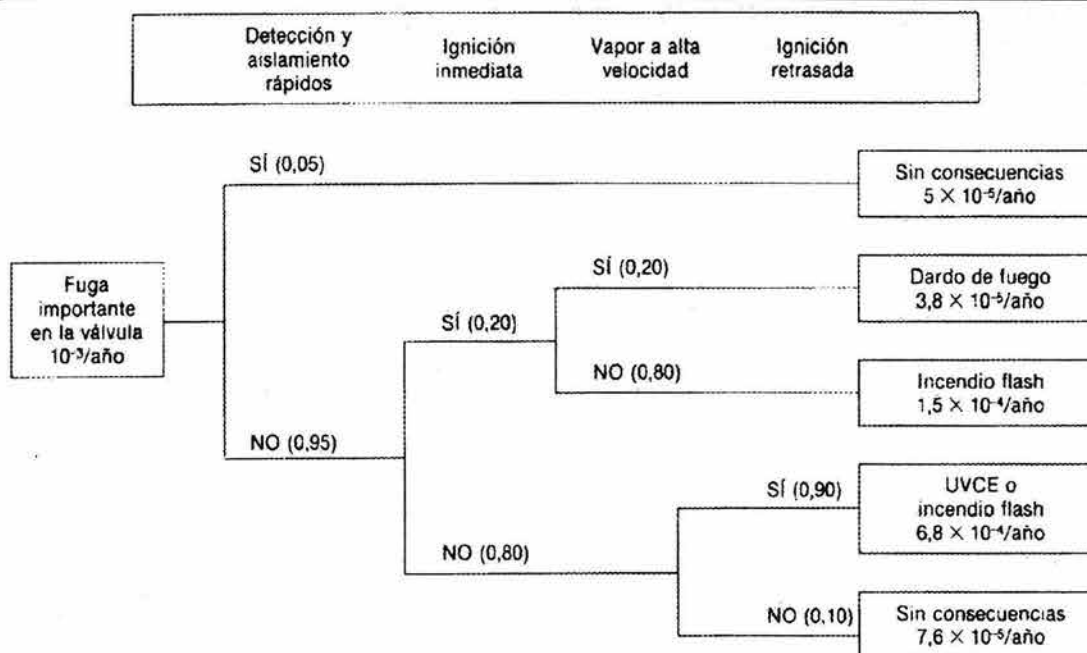 Detección y
aislamiento
rápidos
Ignición
inmediata
Vapor a alta
velocidad
Ignición
retrasada
SÍ (0,05)
Sin consecuencias
5 × 10⁻⁵/año
Fuga
importante
en la válvula
10⁻³/año
SÍ (0,20)
Dardo de fuego
3,8 × 10⁻⁵/año
SÍ (0,20)
NO (0,80)
Incendio flash
1,5 × 10⁻⁴/año
NO (0,95)
SÍ (0,90)
UVCE o
incendio flash
6,8 × 10⁻⁴/año
NO (0,80)
NO (0,10)
Sin consecuencias
7,6 × 10⁻⁵/año